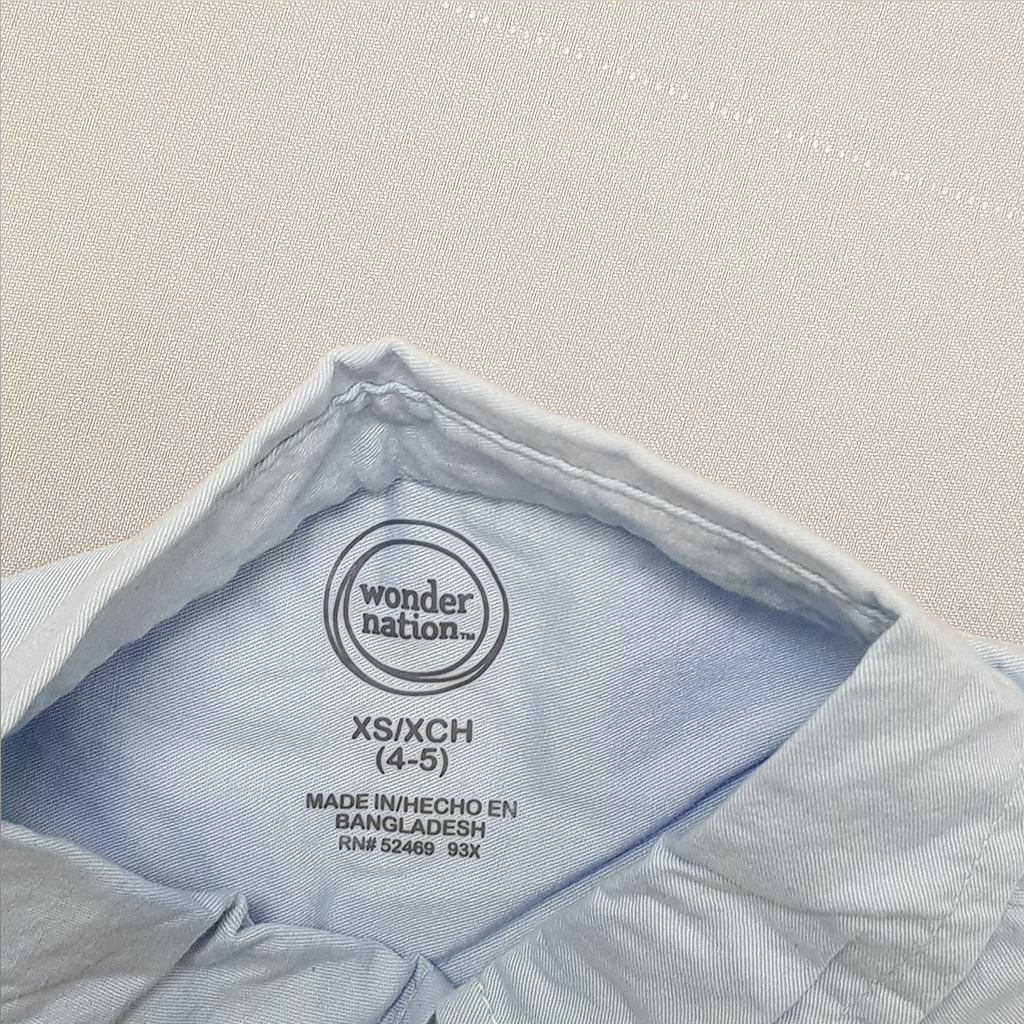 wonder
nation™
XS/XCH
(4-5)
MADE IN/HECHO EN
BANGLADESH
RN# 52469 93X